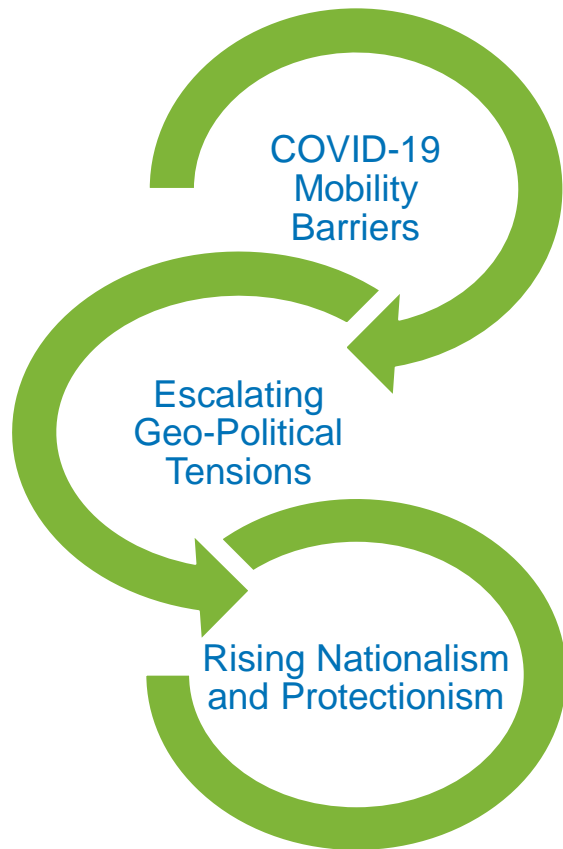 COVID-19
Mobility
Barriers
Escalating
Geo-Political
Tensions
Rising Nationalism
and Protectionism